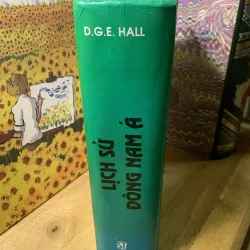 D.G.E. HALL
LỊCH SỬ
ĐÔNG NAM Á